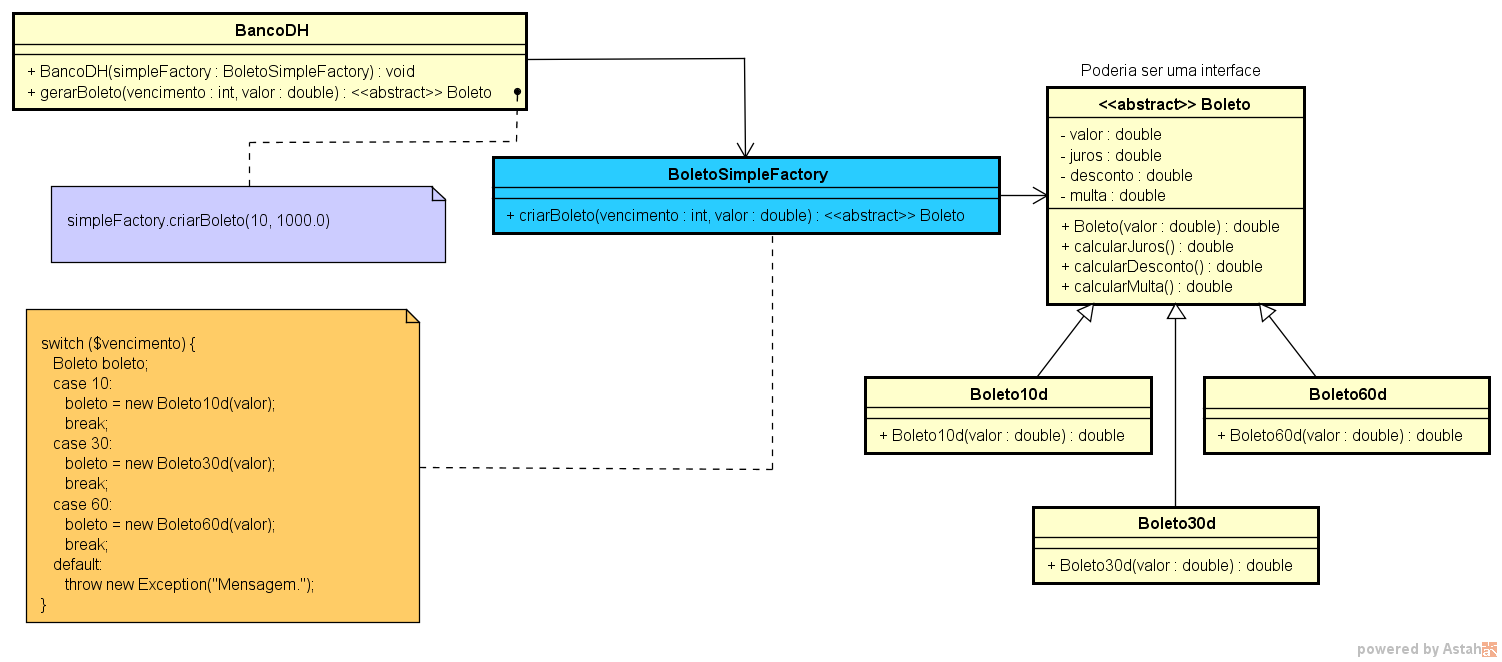 BancoDH
+ BancoDH(simpleFactory : BoletoSimpleFactory) : void
+ gerarBoleto(vencimento : int, valor : double) : <<abstract>> Boleto
simpleFactory.criarBoleto(10, 1000.0)
BoletoSimpleFactory
+ criarBoleto(vencimento : int, valor : double) : <<abstract>> Boleto
Poderia ser uma interface
<<abstract>> Boleto
- valor : double
- juros : double
- desconto : double
- multa : double
+ Boleto(valor : double) : double
+ calcularJuros() : double
+ calcularDesconto() : double
+ calcularMulta() : double
switch ($vencimento) {
Boleto boleto;
case 10:
boleto = new Boleto10d(valor);
break;
case 30:
boleto = new Boleto30d(valor);
break;
case 60:
boleto = new Boleto60d(valor);
break;
default:
throw new Exception("Mensagem.");
}
Boleto10d
+ Boleto10d(valor : double) : double
Boleto60d
+ Boleto60d(valor : double) : double
Boleto30d
+ Boleto30d(valor : double) : double
powered by Astah